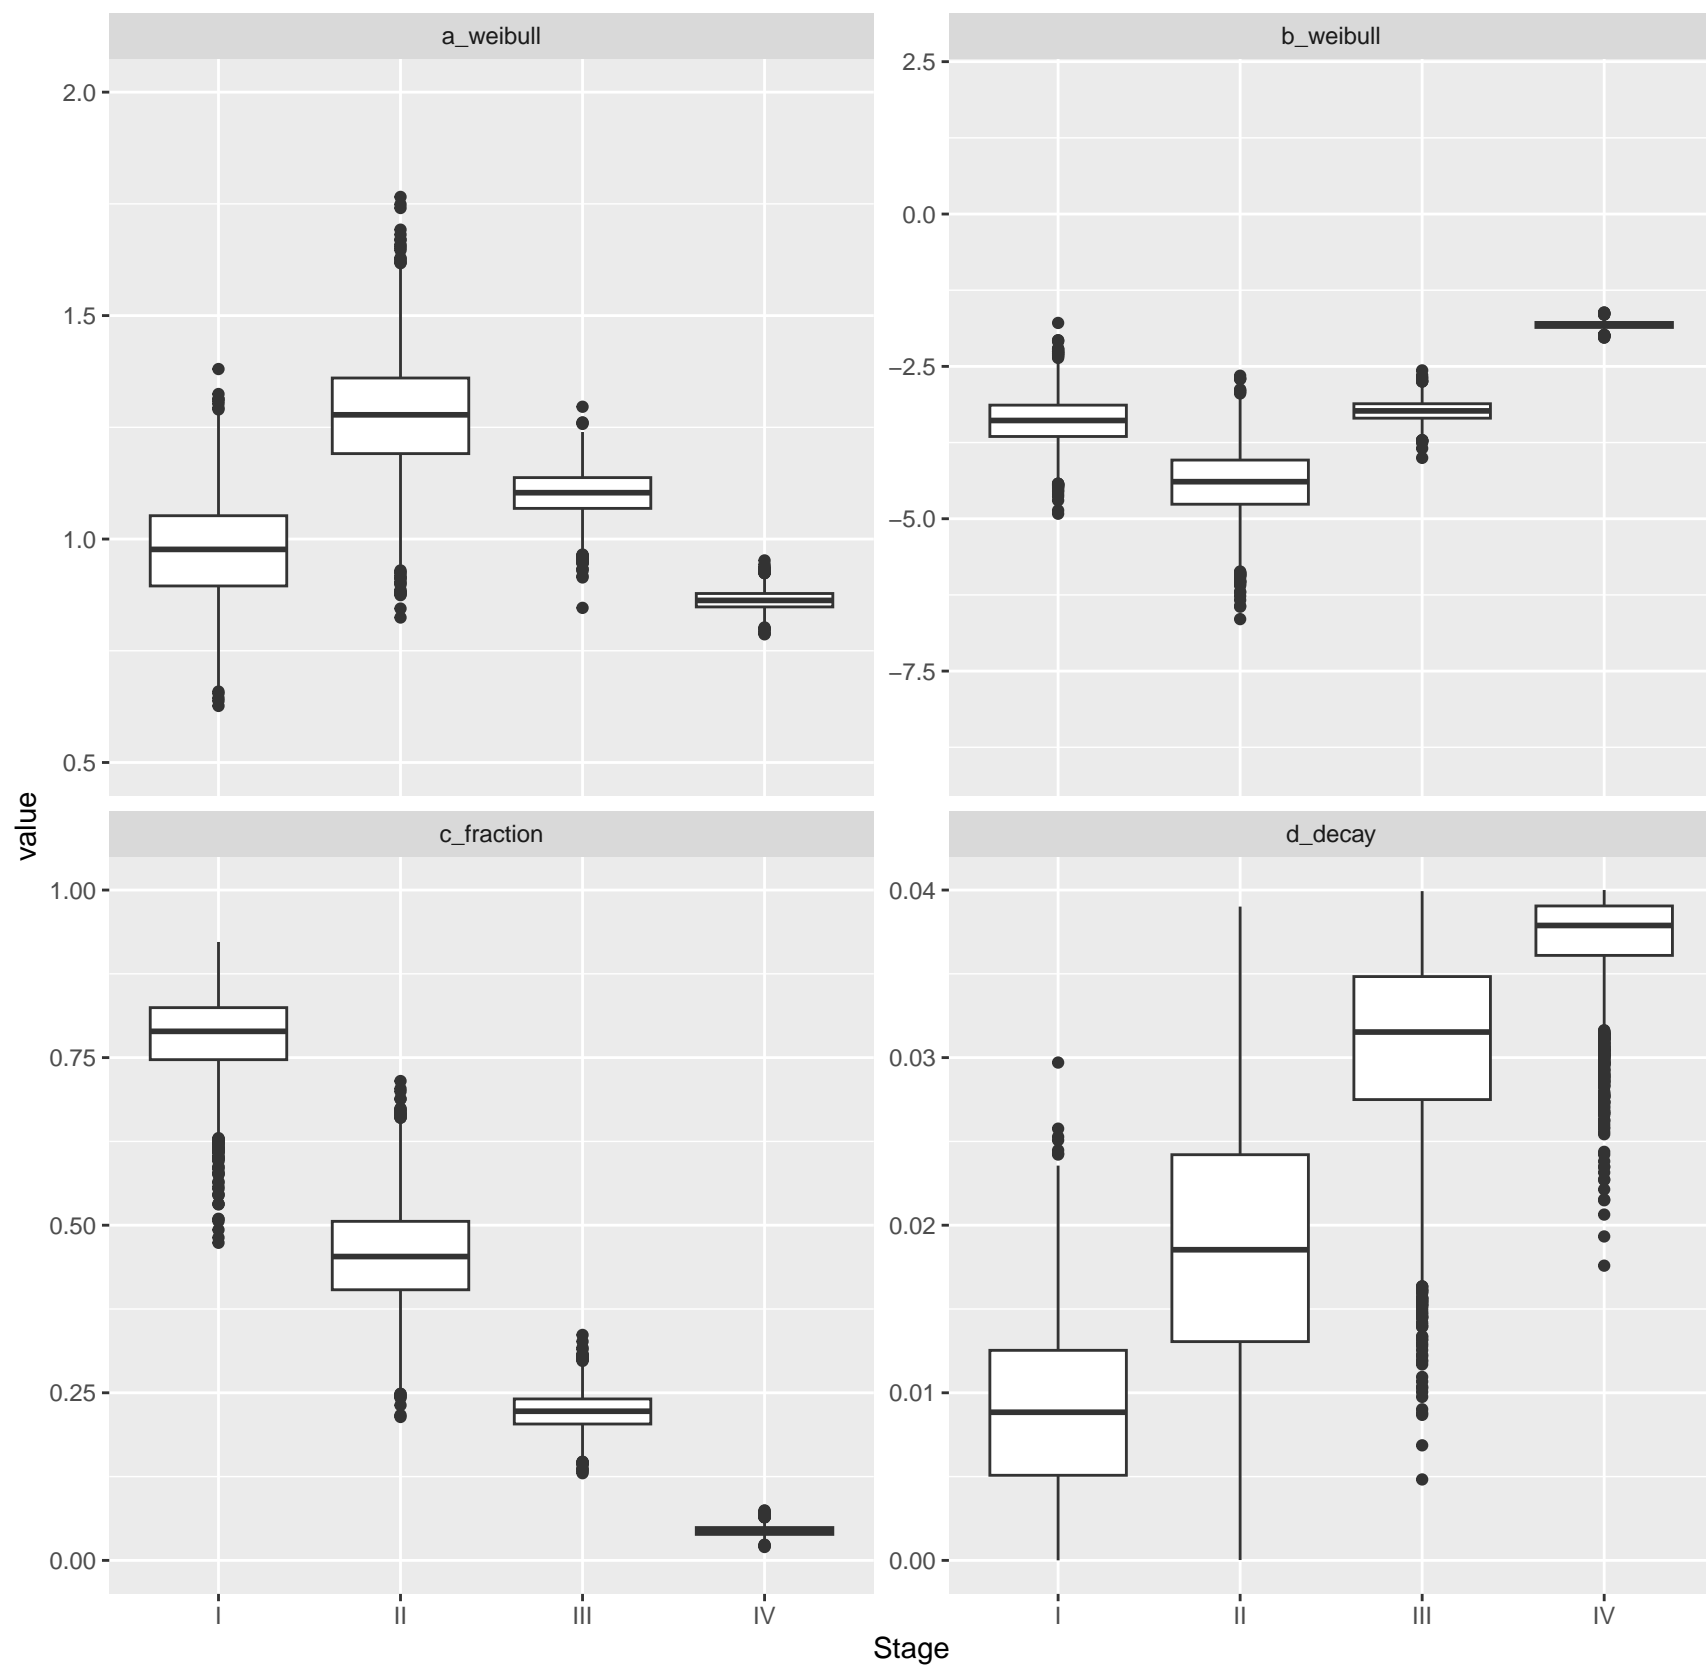 a_weibull
b_weibull
2.0
1.5
1.0
0.5
2.5
0.0
−2.5
−5.0
−7.5
value
c_fraction
d_decay
1.00
0.75
0.50
0.25
0.00
0.04
0.03
0.02
0.01
0.00
I II III IV
I II III IV
Stage